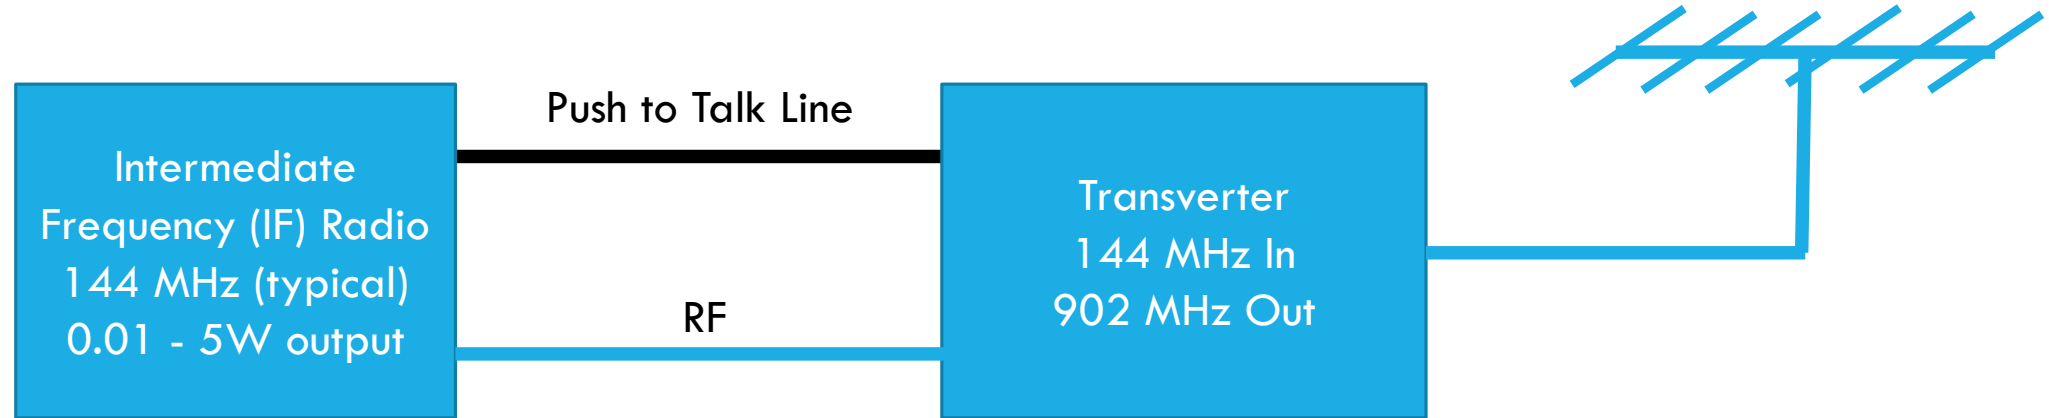 Intermediate
Frequency (IF) Radio
144 MHz (typical)
0.01 - 5W output
Push to Talk Line
RF
Transverter
144 MHz In
902 MHz Out